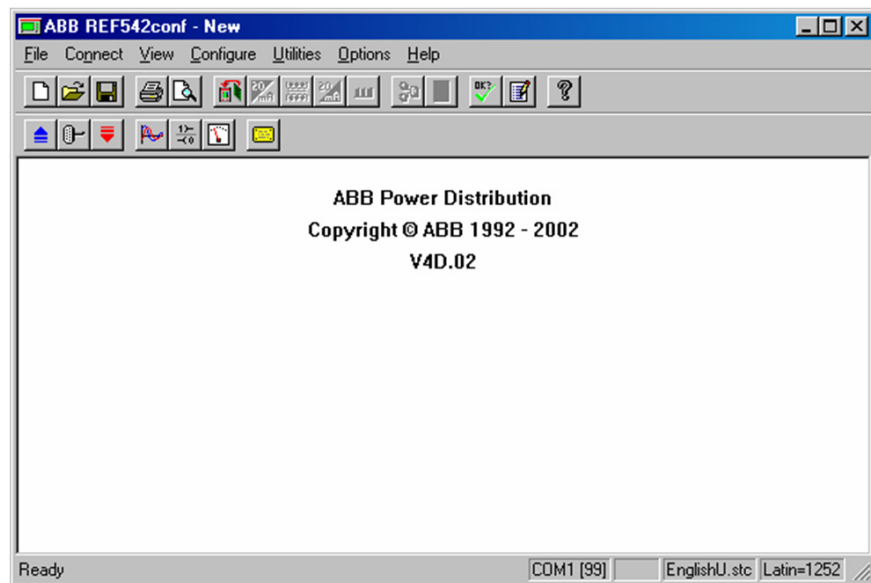 ABB REF542conf - New
File Connect View Configure Utilities Options Help
OK?
ABB Power Distribution
Copyright © ABB 1992 - 2002
V4D.02
Ready COM1 [99] EnglishU.stc Latin=1252